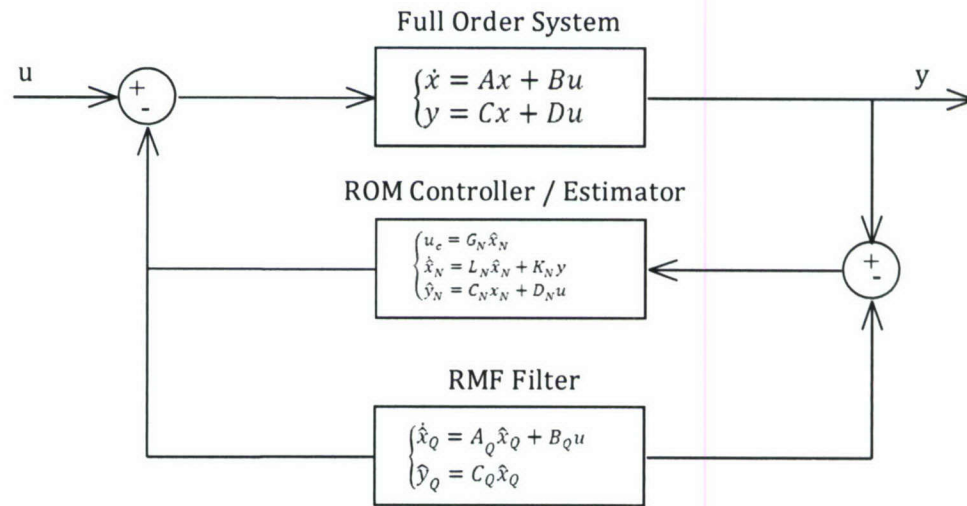 Full Order System
u
+
-
ẋ = Ax + Bu
y = Cx + Du
y
ROM Controller / Estimator
u_c = G_N x̂_N
x̂̇_N = L_N x̂_N + K_N y
ŷ_N = C_N x_N + D_N u
+
-
RMF Filter
x̂̇_Q = A_Q x̂_Q + B_Q u
ŷ_Q = C_Q x̂_Q